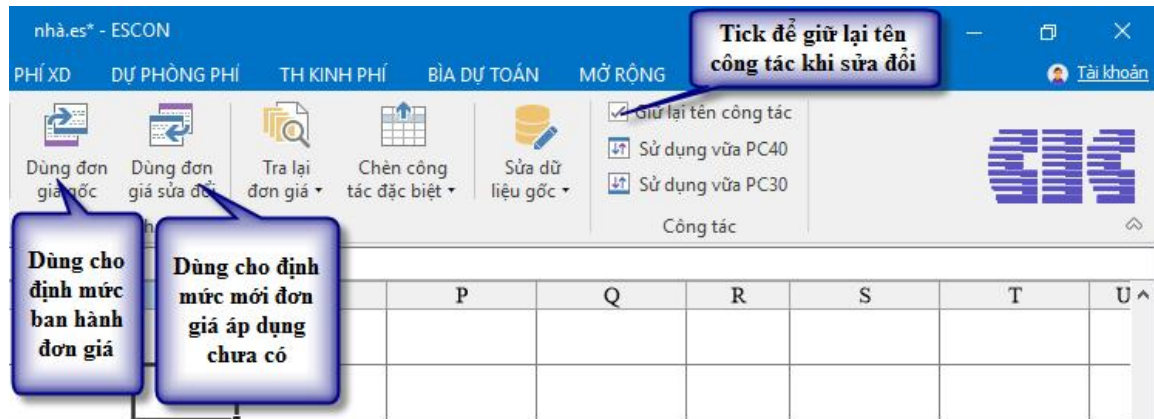 nhà.es* - ESCON
Tick để giữ lại tên
công tác khi sửa đổi
PHÍ XD DỰ PHÒNG PHÍ TH KINH PHÍ BÌA DỰ TOÁN MỞ RỘNG
Tài khoản
Dùng đơn
giá gốc
Dùng đơn
giá sửa đổi
Tra lại
đơn giá
Chèn công
tác đặc biệt
Sửa dữ
liệu gốc
Giữ lại tên công tác
Sử dụng vữa PC40
Sử dụng vữa PC30
Công tác
CIC
Dùng cho
định mức
ban hành
đơn giá
Dùng cho định
mức mới đơn
giá áp dụng
chưa có
P Q R S T U